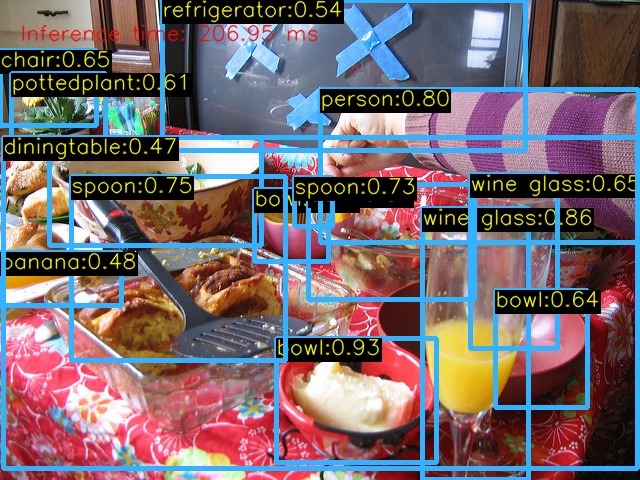 refrigerator:0.54
Inference time: 206.95 ms
chair:0.65
pottedplant:0.61
person:0.80
diningtable:0.47
spoon:0.75
spoon:0.73
wine glass:0.65
wine glass:0.86
banana:0.48
bowl:0.64
bowl:0.93